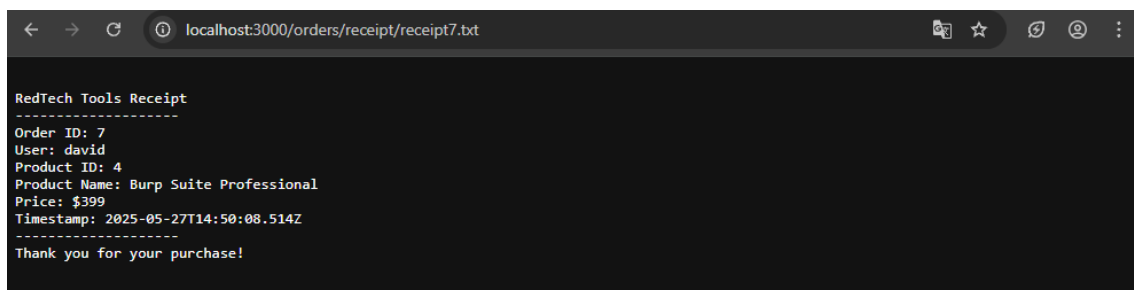 localhost:3000/orders/receipt/receipt7.txt
RedTech Tools Receipt
--------------------
Order ID: 7
User: david
Product ID: 4
Product Name: Burp Suite Professional
Price: $399
Timestamp: 2025-05-27T14:50:08.514Z
--------------------
Thank you for your purchase!